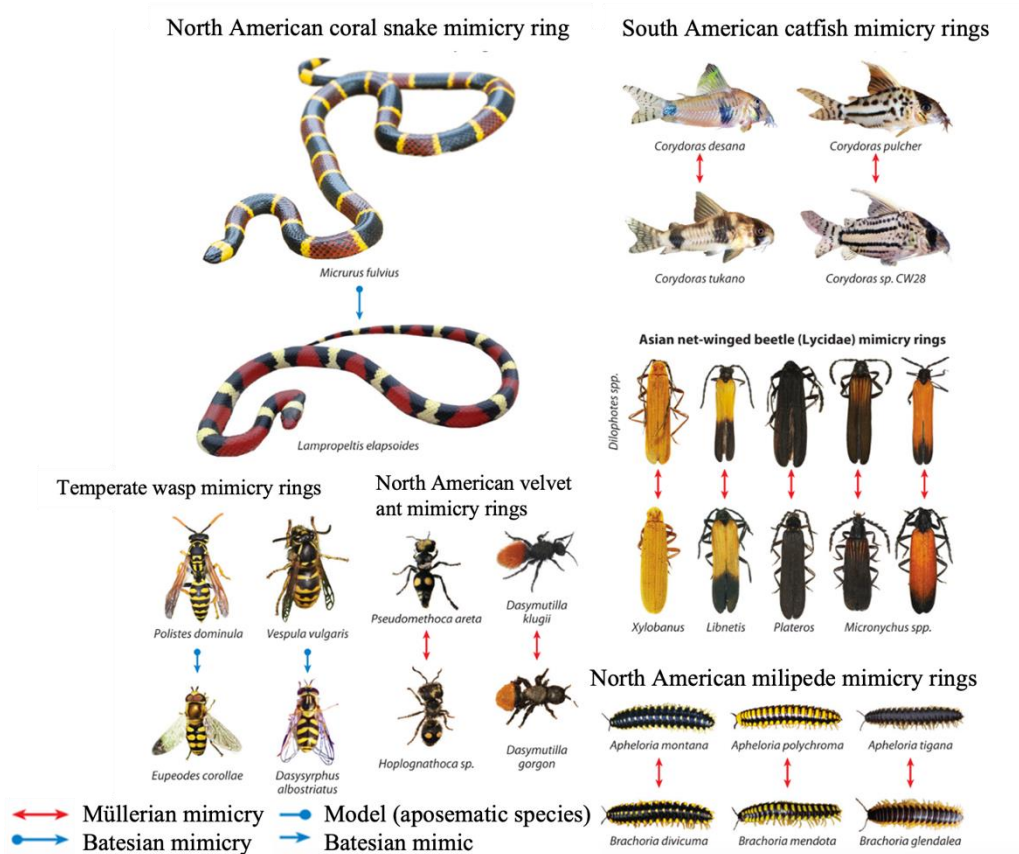 North American coral snake mimicry ring
Micrurus fulvius
Lampropeltis elapsoides
South American catfish mimicry rings
Corydoras desana
Corydoras pulcher
Corydoras tukano
Corydoras sp. CW28
Asian net-winged beetle (Lycidae) mimicry rings
Dilophotes spp.
Xylobanus
Libnetis
Plateros
Micronychus spp.
Temperate wasp mimicry rings
Polistes dominula
Vespula vulgaris
Eupeodes corollae
Dasysyrphus
albostriatus
North American velvet
ant mimicry rings
Pseudomethoca areta
Dasymutilla
klugii
Hoplognathoca sp.
Dasymutilla
gorgon
North American milipede mimicry rings
Apheloria montana
Apheloria polychroma
Apheloria tigana
Brachoria divicuma
Brachoria mendota
Brachoria glendalea
Müllerian mimicry
Batesian mimicry
Model (aposematic species)
Batesian mimic